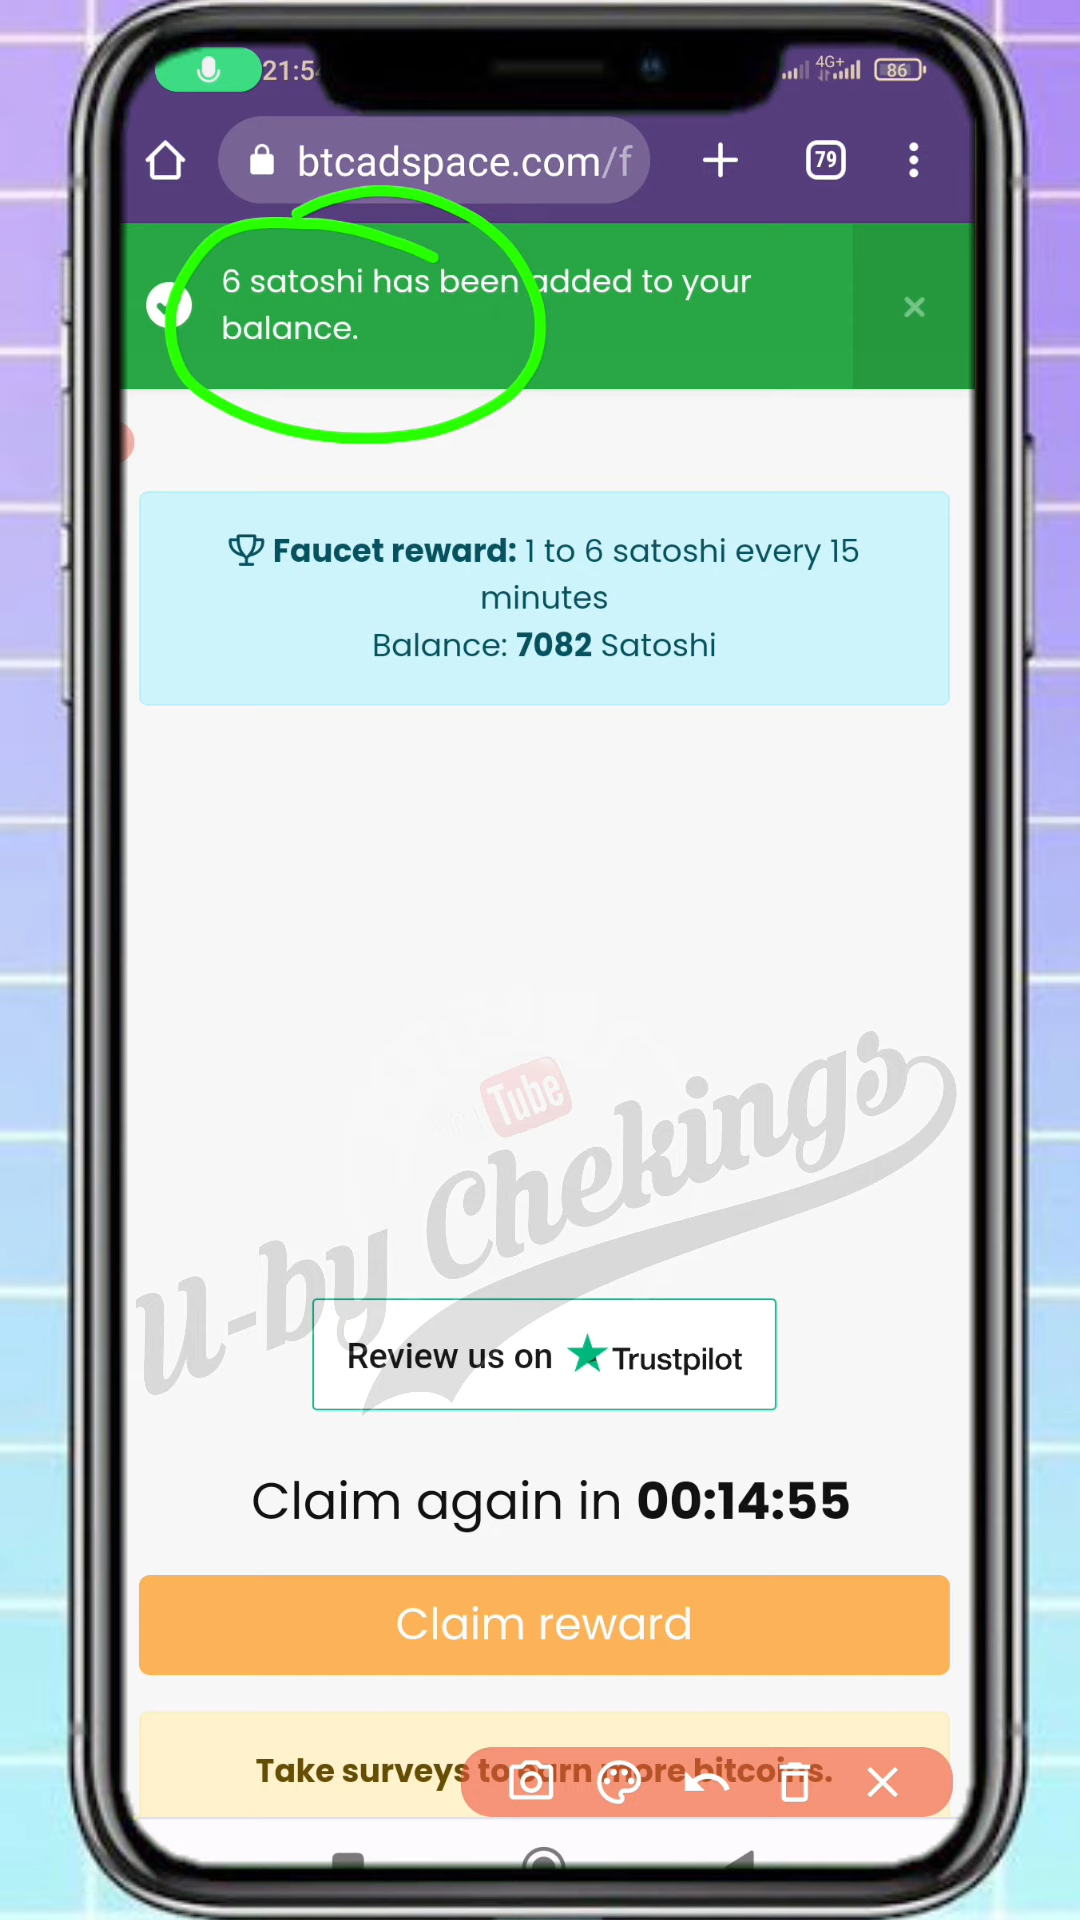 21:54
4G+
86
btcadspace.com/f
79
6 satoshi has been added to your
balance.
Faucet reward: 1 to 6 satoshi every 15
minutes
Balance: 7082 Satoshi
Tube
U-by Chekings
Review us on Trustpilot
Claim again in 00:14:55
Claim reward
Take surveys to earn more bitcoins.